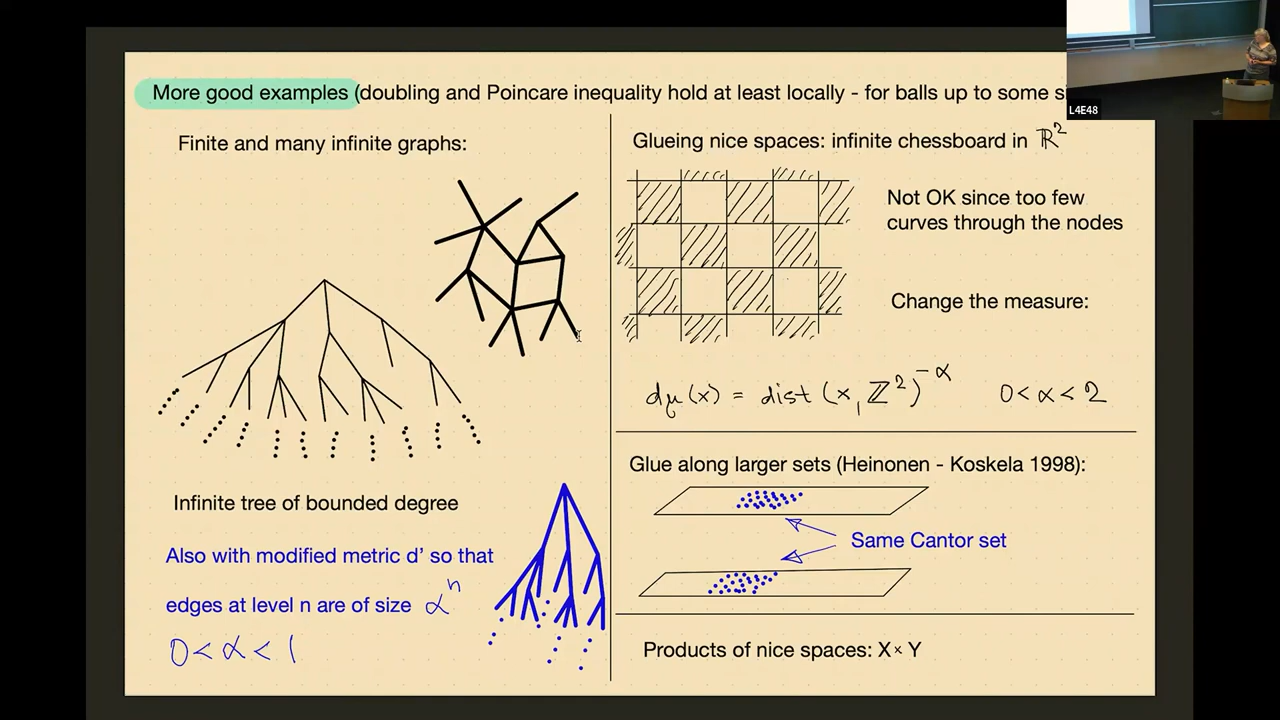 More good examples (doubling and Poincare inequality hold at least locally - for balls up to some si
L4E48
Finite and many infinite graphs:
Infinite tree of bounded degree
Also with modified metric d' so that
edges at level n are of size αⁿ
0 < α < 1
Glueing nice spaces: infinite chessboard in ℝ²
Not OK since too few
curves through the nodes
Change the measure:
dμ(x) = dist(x, ℤ²)^{-α} 0 < α < 2
Glue along larger sets (Heinonen - Koskela 1998):
Same Cantor set
Products of nice spaces: X × Y